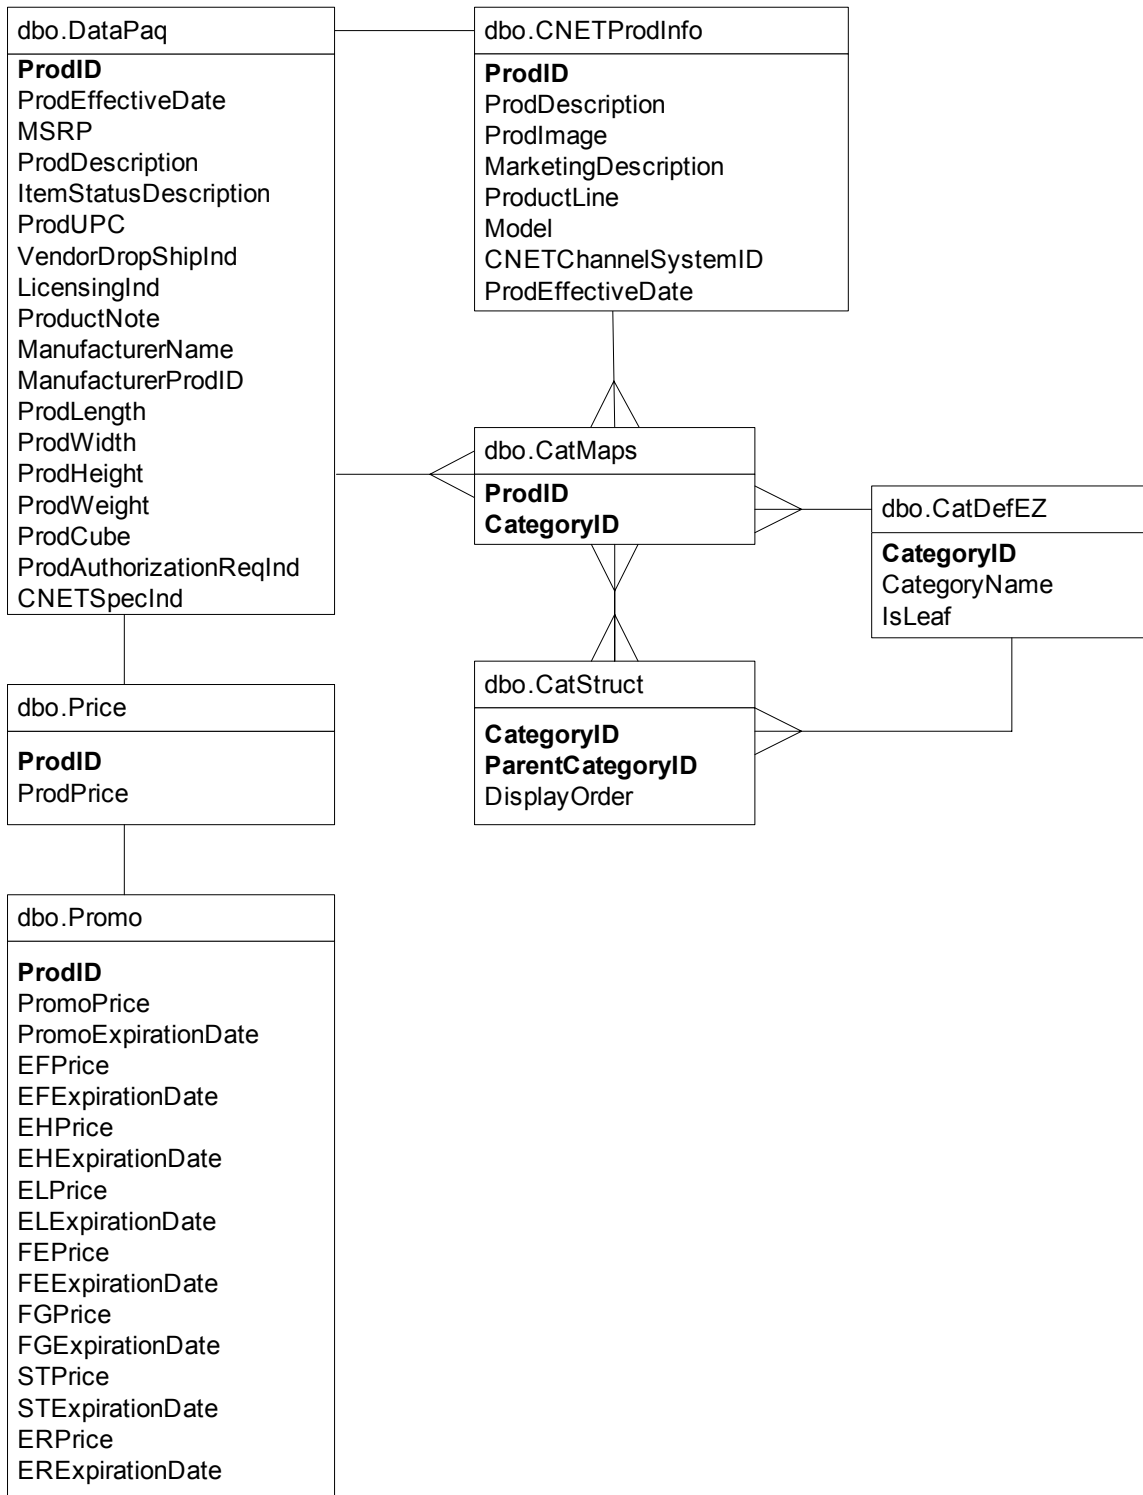 dbo.DataPaq
ProdID
ProdEffectiveDate
MSRP
ProdDescription
ItemStatusDescription
ProdUPC
VendorDropShipInd
LicensingInd
ProductNote
ManufacturerName
ManufacturerProdID
ProdLength
ProdWidth
ProdHeight
ProdWeight
ProdCube
ProdAuthorizationReqInd
CNETSpecInd
dbo.CNETProdInfo
ProdID
ProdDescription
ProdImage
MarketingDescription
ProductLine
Model
CNETChannelSystemID
ProdEffectiveDate
dbo.CatMaps
ProdID
CategoryID
dbo.CatDefEZ
CategoryID
CategoryName
IsLeaf
dbo.CatStruct
CategoryID
ParentCategoryID
DisplayOrder
dbo.Price
ProdID
ProdPrice
dbo.Promo
ProdID
PromoPrice
PromoExpirationDate
EFPrice
EFExpirationDate
EHPrice
EHExpirationDate
ELPrice
ELExpirationDate
FEPrice
FEExpirationDate
FGPrice
FGExpirationDate
STPrice
STExpirationDate
ERPrice
ERExpirationDate